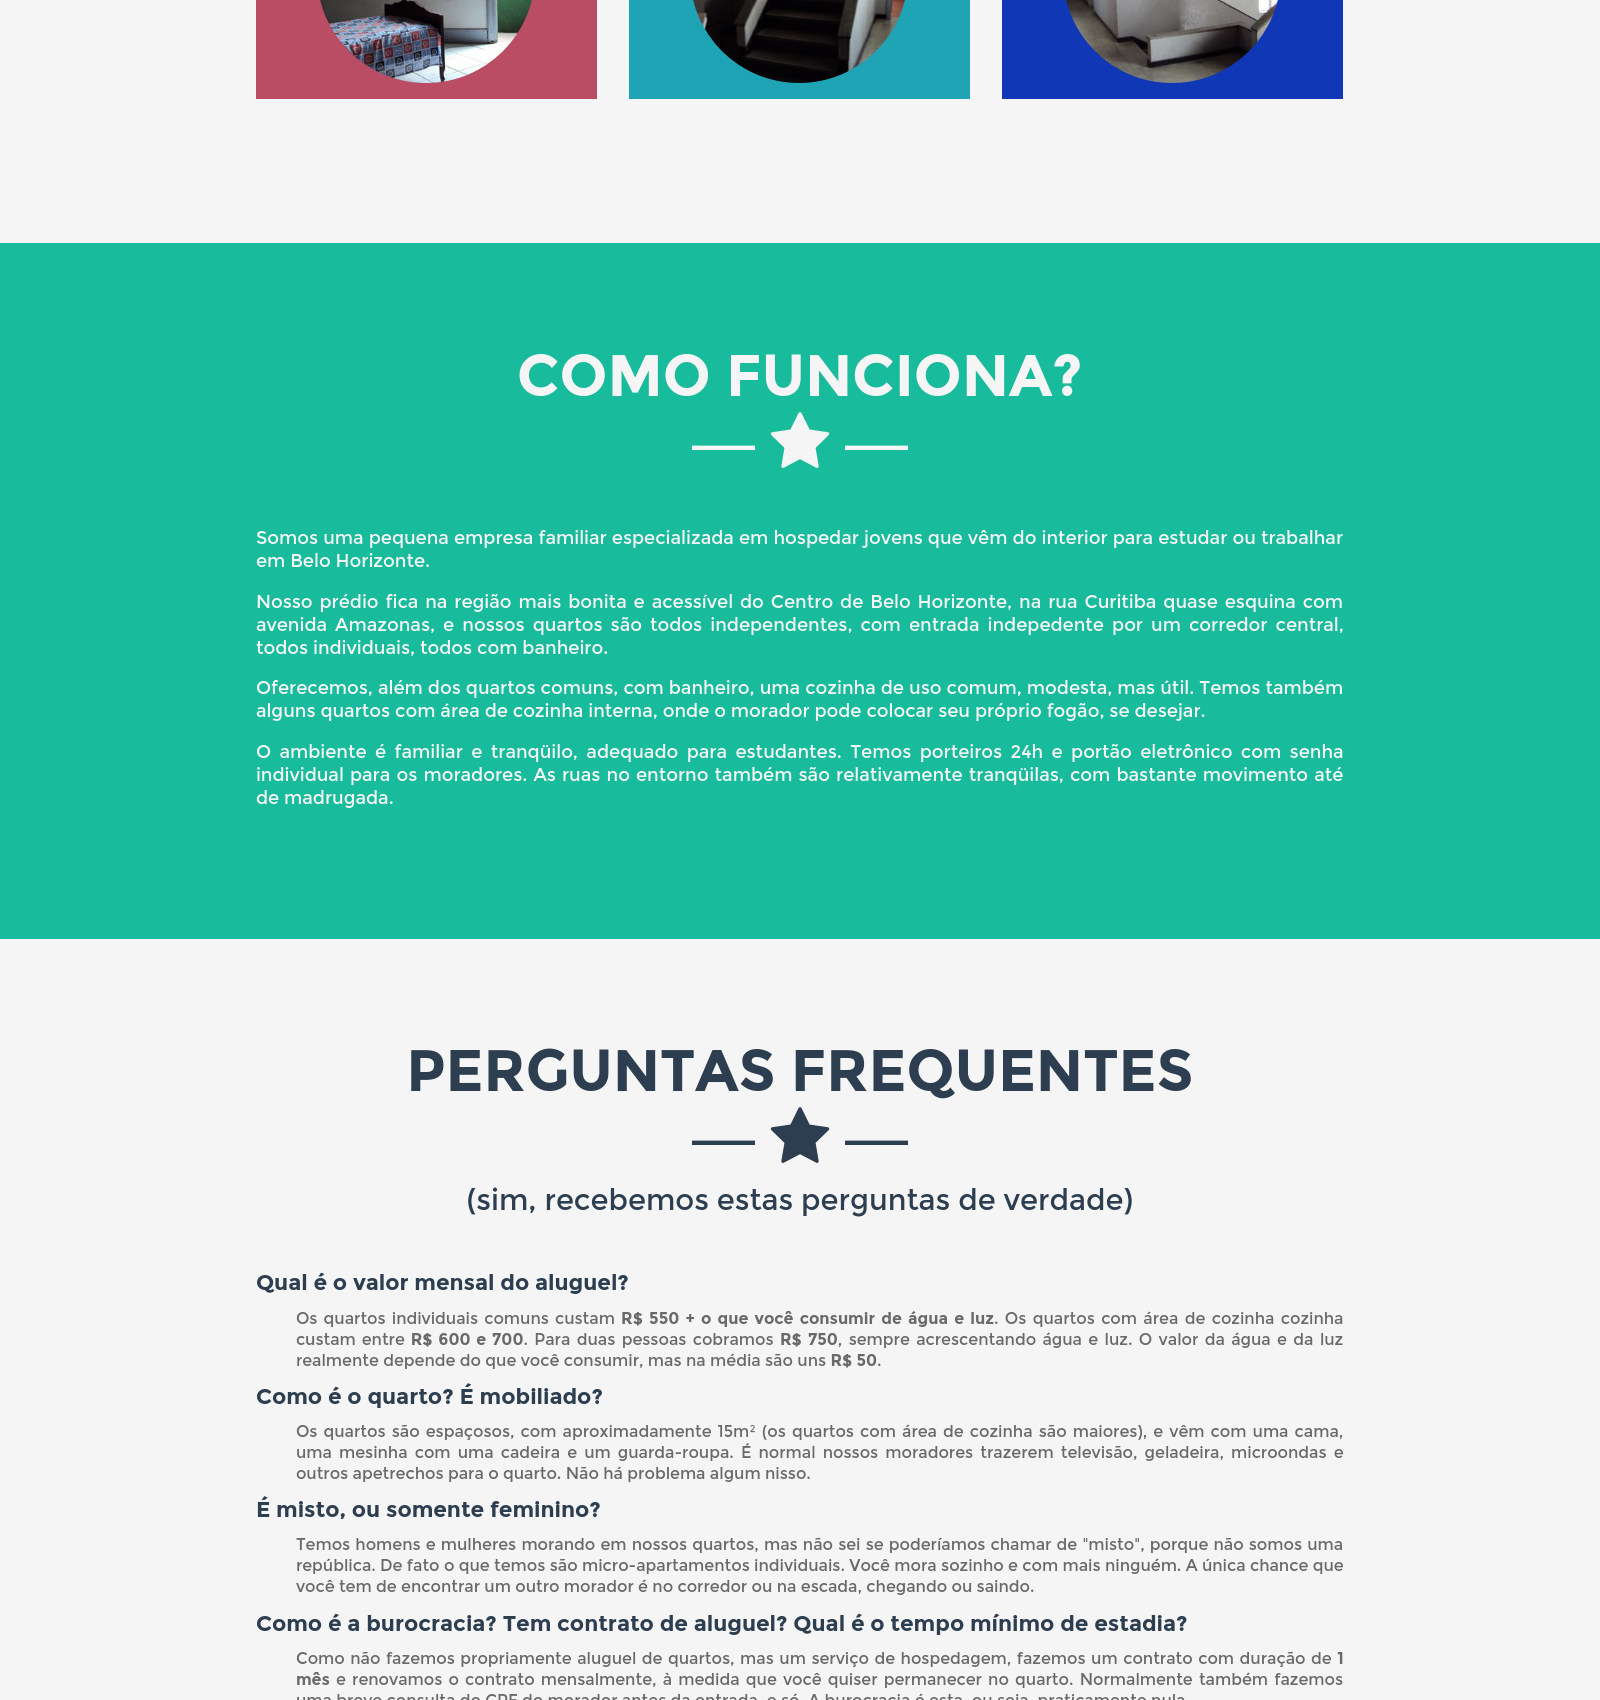 COMO FUNCIONA?
Somos uma pequena empresa familiar especializada em hospedar jovens que vêm do interior para estudar ou trabalhar
em Belo Horizonte.
Nosso prédio fica na região mais bonita e acessível do Centro de Belo Horizonte, na rua Curitiba quase esquina com
avenida Amazonas, e nossos quartos são todos independentes, com entrada indepedente por um corredor central,
todos individuais, todos com banheiro.
Oferecemos, além dos quartos comuns, com banheiro, uma cozinha de uso comum, modesta, mas útil. Temos também
alguns quartos com área de cozinha interna, onde o morador pode colocar seu próprio fogão, se desejar.
O ambiente é familiar e tranqüilo, adequado para estudantes. Temos porteiros 24h e portão eletrônico com senha
individual para os moradores. As ruas no entorno também são relativamente tranqüilas, com bastante movimento até
de madrugada.
PERGUNTAS FREQUENTES
(sim, recebemos estas perguntas de verdade)
Qual é o valor mensal do aluguel?
Os quartos individuais comuns custam R$ 550 + o que você consumir de água e luz. Os quartos com área de cozinha cozinha
custam entre R$ 600 e 700. Para duas pessoas cobramos R$ 750, sempre acrescentando água e luz. O valor da água e da luz
realmente depende do que você consumir, mas na média são uns R$ 50.
Como é o quarto? É mobiliado?
Os quartos são espaçosos, com aproximadamente 15m² (os quartos com área de cozinha são maiores), e vêm com uma cama,
uma mesinha com uma cadeira e um guarda-roupa. É normal nossos moradores trazerem televisão, geladeira, microondas e
outros apetrechos para o quarto. Não há problema algum nisso.
É misto, ou somente feminino?
Temos homens e mulheres morando em nossos quartos, mas não sei se poderíamos chamar de "misto", porque não somos uma
república. De fato o que temos são micro-apartamentos individuais. Você mora sozinho e com mais ninguém. A única chance que
você tem de encontrar um outro morador é no corredor ou na escada, chegando ou saindo.
Como é a burocracia? Tem contrato de aluguel? Qual é o tempo mínimo de estadia?
Como não fazemos propriamente aluguel de quartos, mas um serviço de hospedagem, fazemos um contrato com duração de 1
mês e renovamos o contrato mensalmente, à medida que você quiser permanecer no quarto. Normalmente também fazemos
uma breve consulta do CPF do morador antes da entrada, e só. A burocracia é esta, ou seja, praticamente nula.